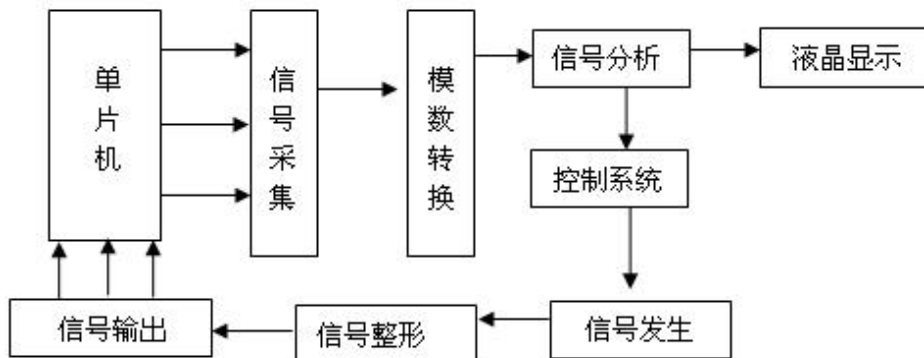 单片机
信号采集
模数转换
信号分析
液晶显示
控制系统
信号输出
信号整形
信号发生